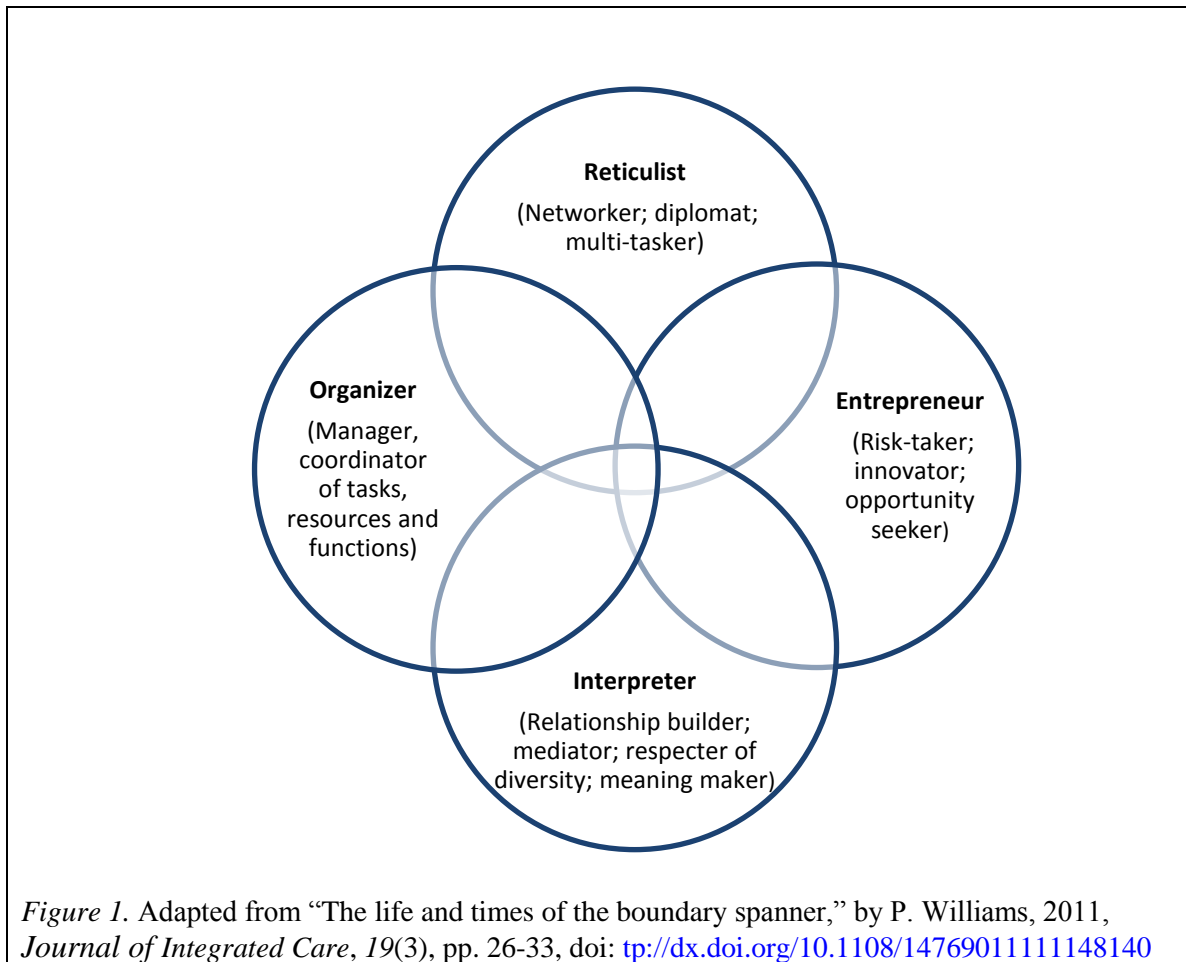 Reticulist
(Networker; diplomat;
multi-tasker)
Organizer
(Manager,
coordinator
of tasks,
resources and
functions)
Entrepreneur
(Risk-taker;
innovator;
opportunity
seeker)
Interpreter
(Relationship builder;
mediator; respecter of
diversity; meaning maker)
Figure 1. Adapted from “The life and times of the boundary spanner,” by P. Williams, 2011,
Journal of Integrated Care, 19(3), pp. 26-33, doi: tp://dx.doi.org/10.1108/14769011111148140